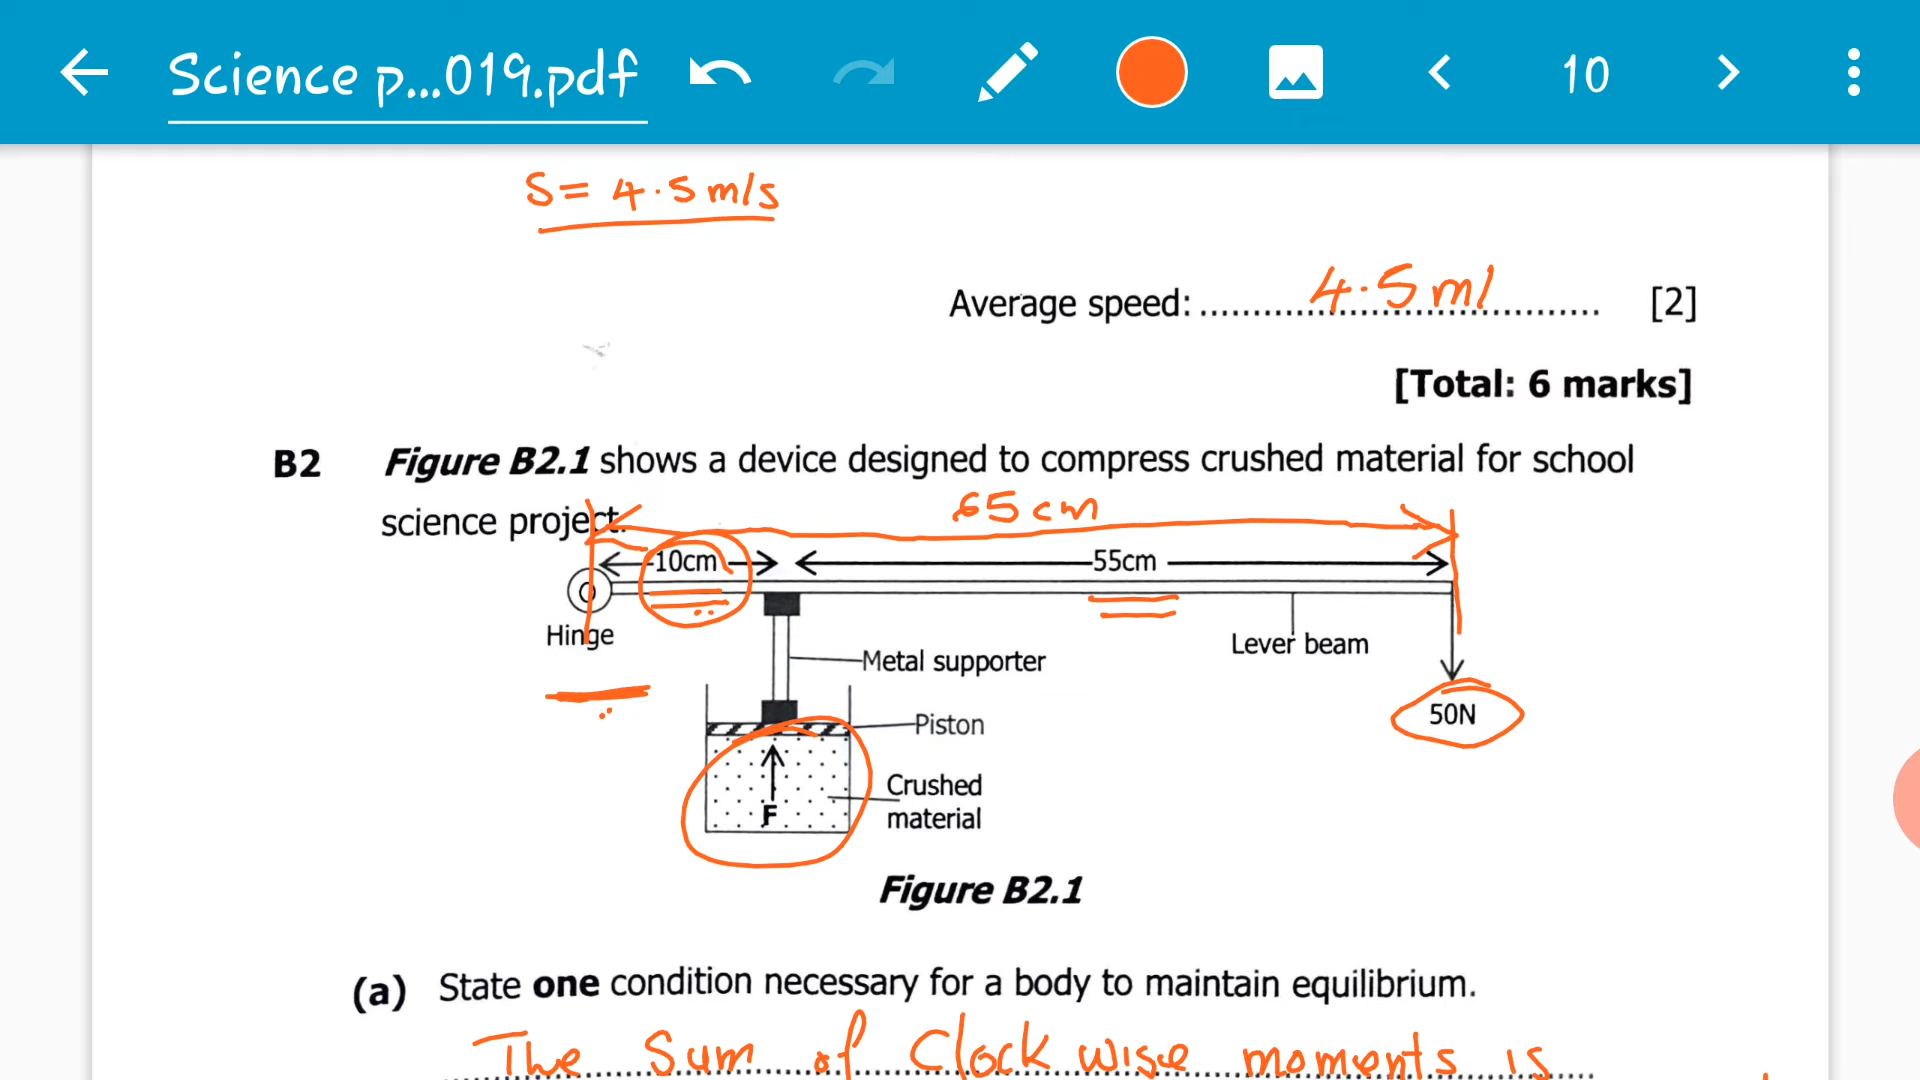 Science p...019.pdf
10
S = 4.5 m/s
Average speed: 4.5 m/ [2]
[Total: 6 marks]
B2 Figure B2.1 shows a device designed to compress crushed material for school
science project.
65 cm
10cm
55cm
Hinge
Lever beam
Metal supporter
50N
Piston
Crushed
material
F
Figure B2.1
(a) State one condition necessary for a body to maintain equilibrium.
The Sum of Clockwise moments is